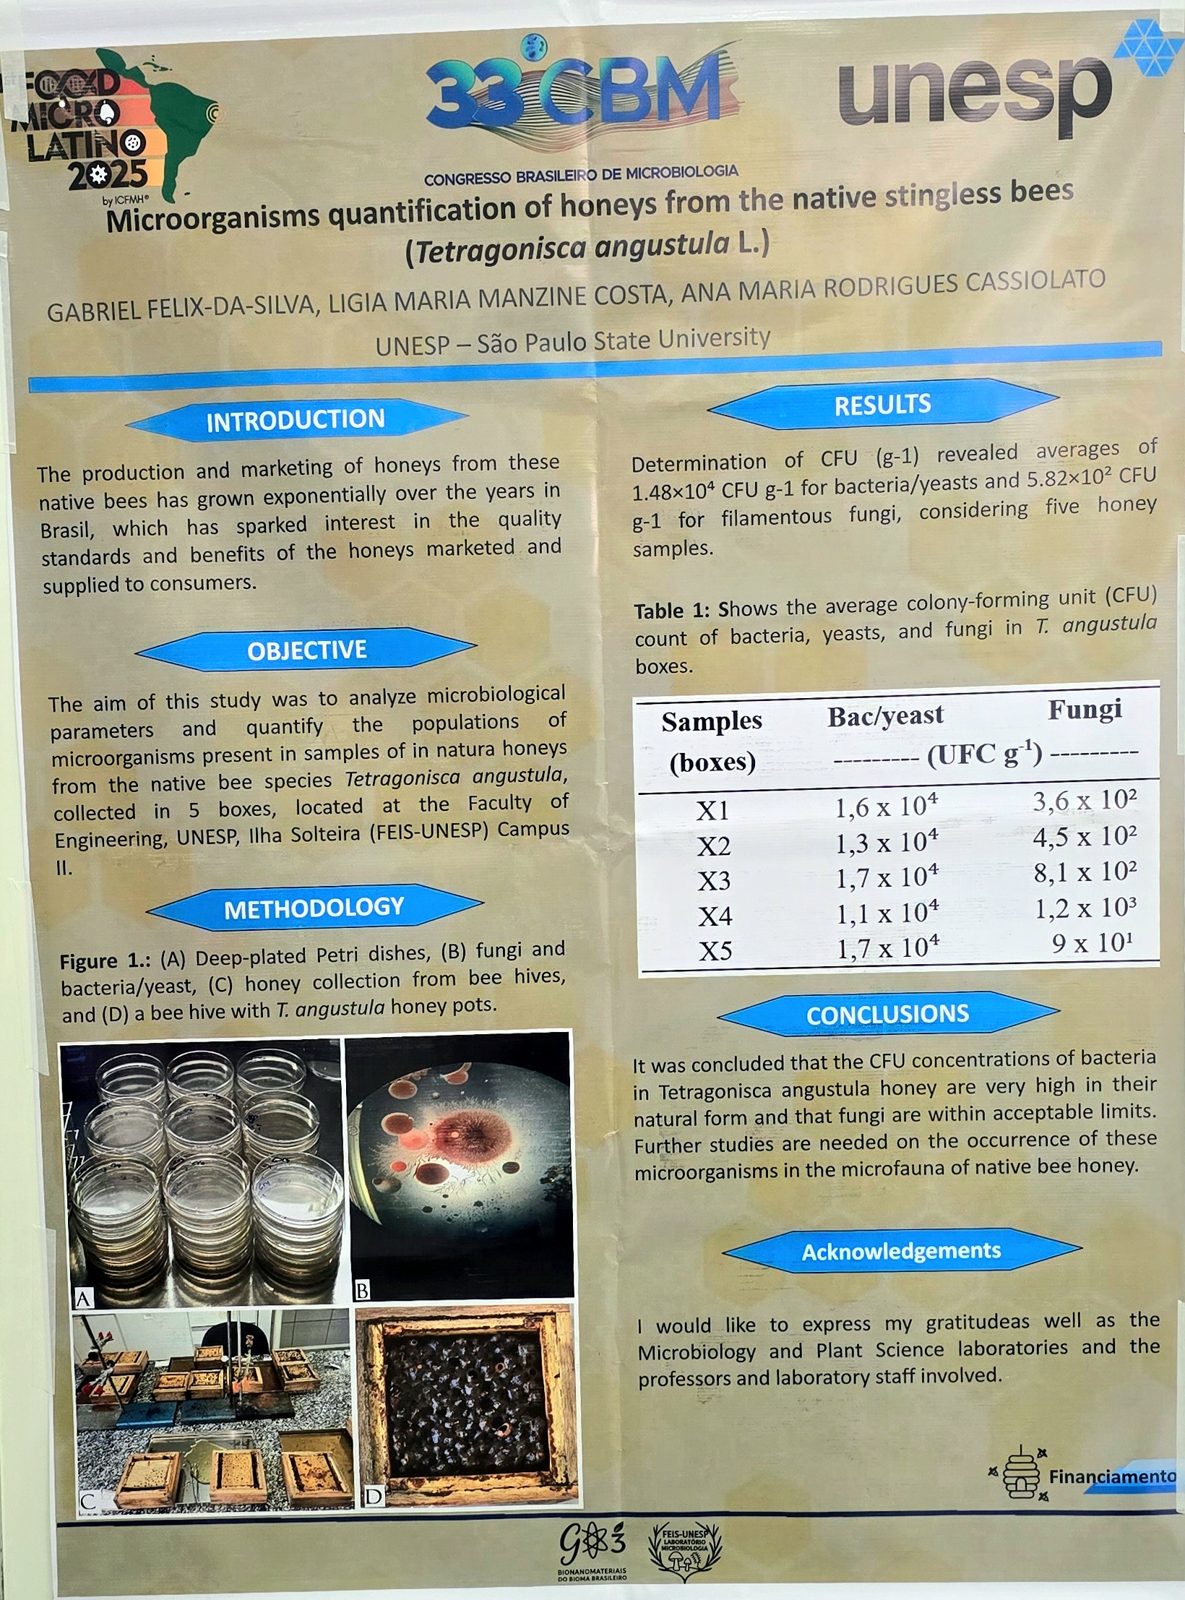 FOOD
MICRO
LATINO
2025
by ICFMH®
33°CBM
CONGRESSO BRASILEIRO DE MICROBIOLOGIA
unesp
Microorganisms quantification of honeys from the native stingless bees
(Tetragonisca angustula L.)
GABRIEL FELIX-DA-SILVA, LIGIA MARIA MANZINE COSTA, ANA MARIA RODRIGUES CASSIOLATO
UNESP – São Paulo State University
INTRODUCTION
The production and marketing of honeys from these
native bees has grown exponentially over the years in
Brasil, which has sparked interest in the quality
standards and benefits of the honeys marketed and
supplied to consumers.
OBJECTIVE
The aim of this study was to analyze microbiological
parameters and quantify the populations of
microorganisms present in samples of in natura honeys
from the native bee species Tetragonisca angustula,
collected in 5 boxes, located at the Faculty of
Engineering, UNESP, Ilha Solteira (FEIS-UNESP) Campus
II.
METHODOLOGY
Figure 1.: (A) Deep-plated Petri dishes, (B) fungi and
bacteria/yeast, (C) honey collection from bee hives,
and (D) a bee hive with T. angustula honey pots.
A
B
C
D
RESULTS
Determination of CFU (g-1) revealed averages of
1.48×10⁴ CFU g-1 for bacteria/yeasts and 5.82×10² CFU
g-1 for filamentous fungi, considering five honey
samples.
Table 1: Shows the average colony-forming unit (CFU)
count of bacteria, yeasts, and fungi in T. angustula
boxes.
Samples Bac/yeast Fungi
(boxes) --------- (UFC g⁻¹) ---------
X1 1,6 x 10⁴ 3,6 x 10²
X2 1,3 x 10⁴ 4,5 x 10²
X3 1,7 x 10⁴ 8,1 x 10²
X4 1,1 x 10⁴ 1,2 x 10³
X5 1,7 x 10⁴ 9 x 10¹
CONCLUSIONS
It was concluded that the CFU concentrations of bacteria
in Tetragonisca angustula honey are very high in their
natural form and that fungi are within acceptable limits.
Further studies are needed on the occurrence of these
microorganisms in the microfauna of native bee honey.
Acknowledgements
I would like to express my gratitudeas well as the
Microbiology and Plant Science laboratories and the
professors and laboratory staff involved.
Financiamento
BIONANOMATERIAIS
DO BIOMA BRASILEIRO
FEIS-UNESP
LABORATÓRIO
MICROBIOLOGIA